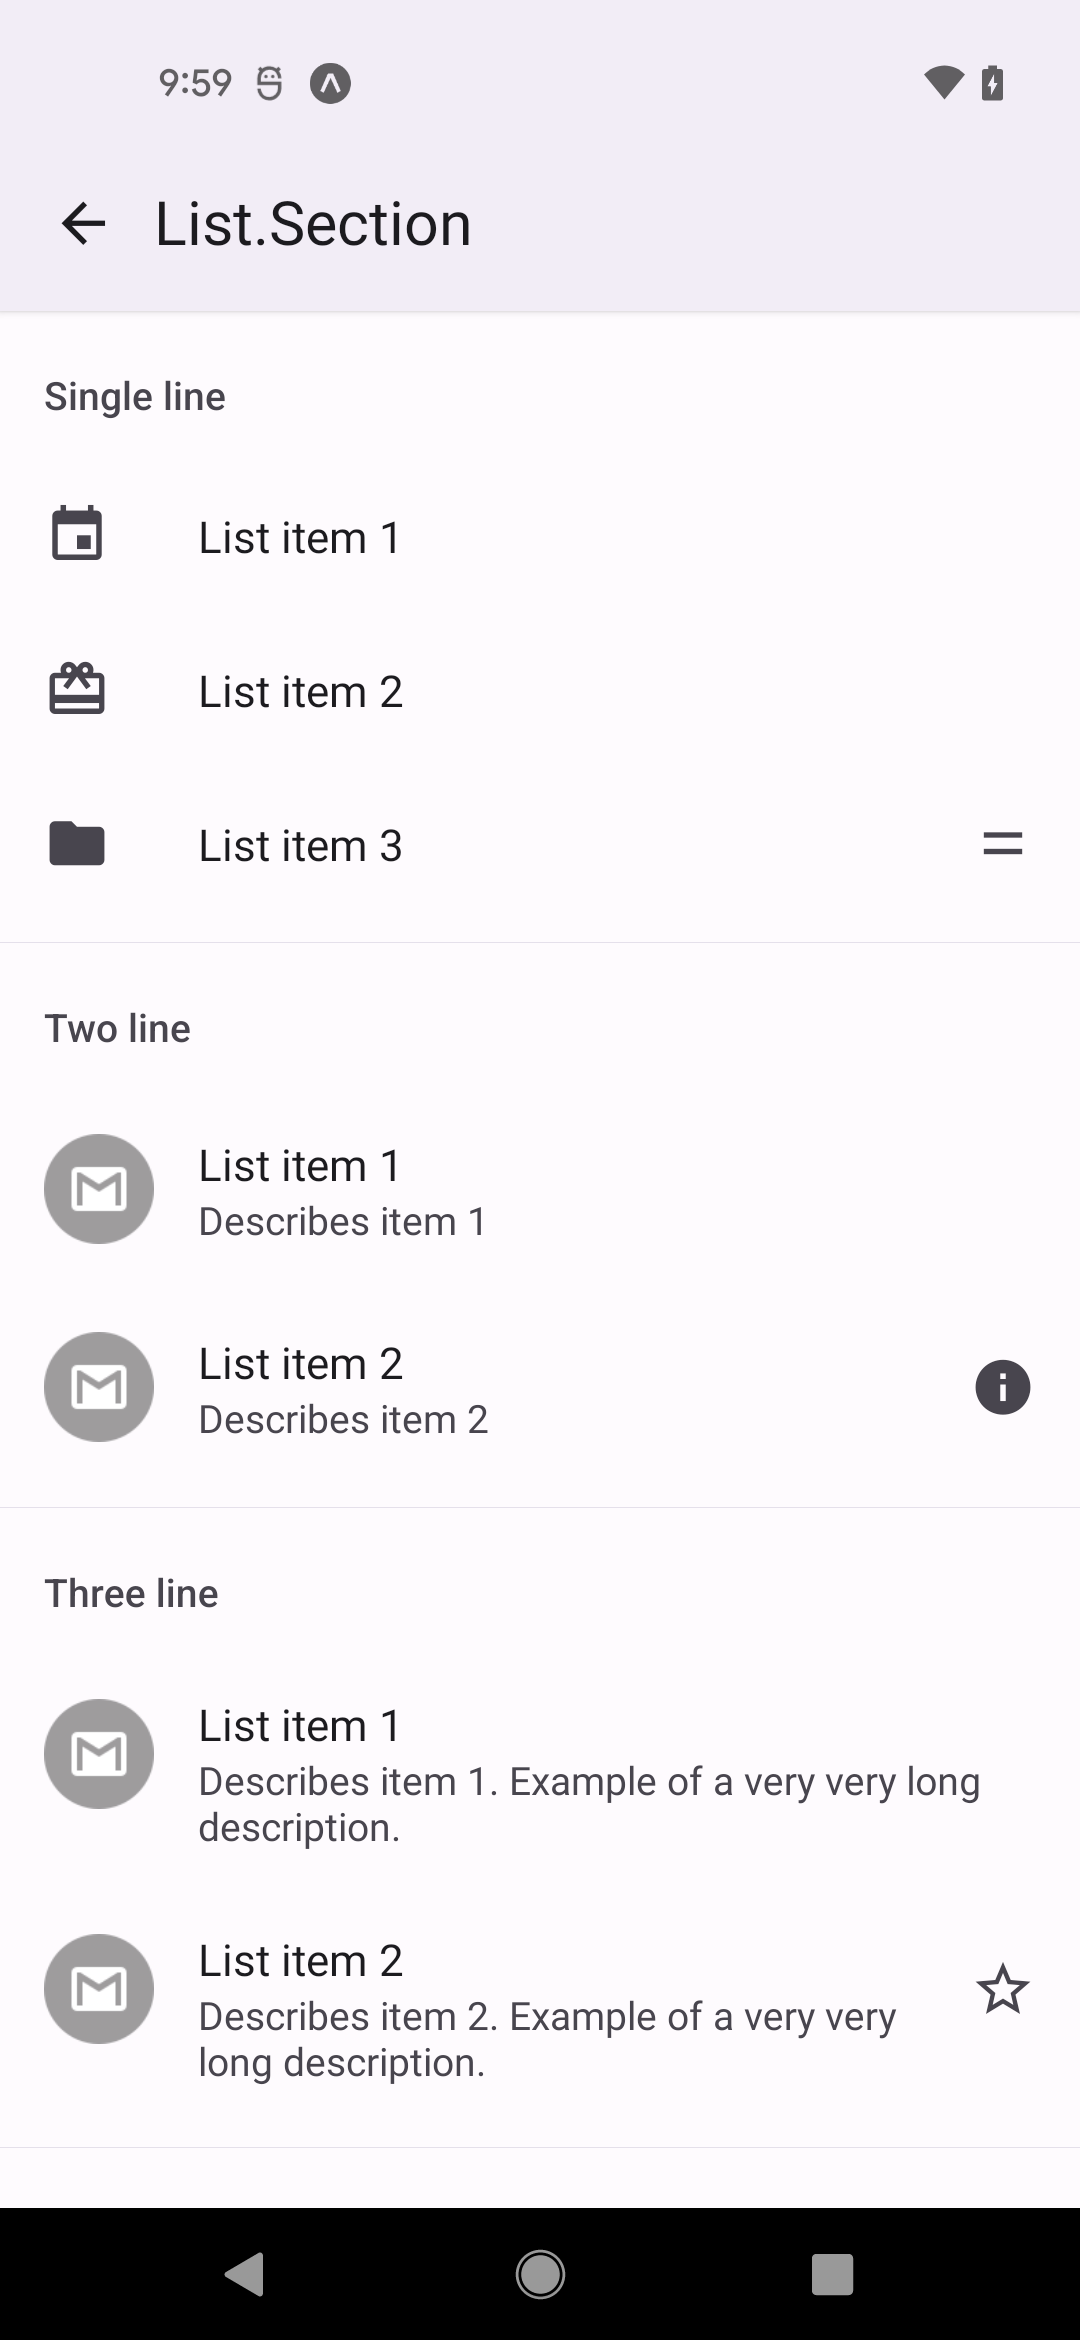 9:59
List.Section
Single line
List item 1
List item 2
List item 3
Two line
List item 1
Describes item 1
List item 2
Describes item 2
Three line
List item 1
Describes item 1. Example of a very very long
description.
List item 2
Describes item 2. Example of a very very
long description.